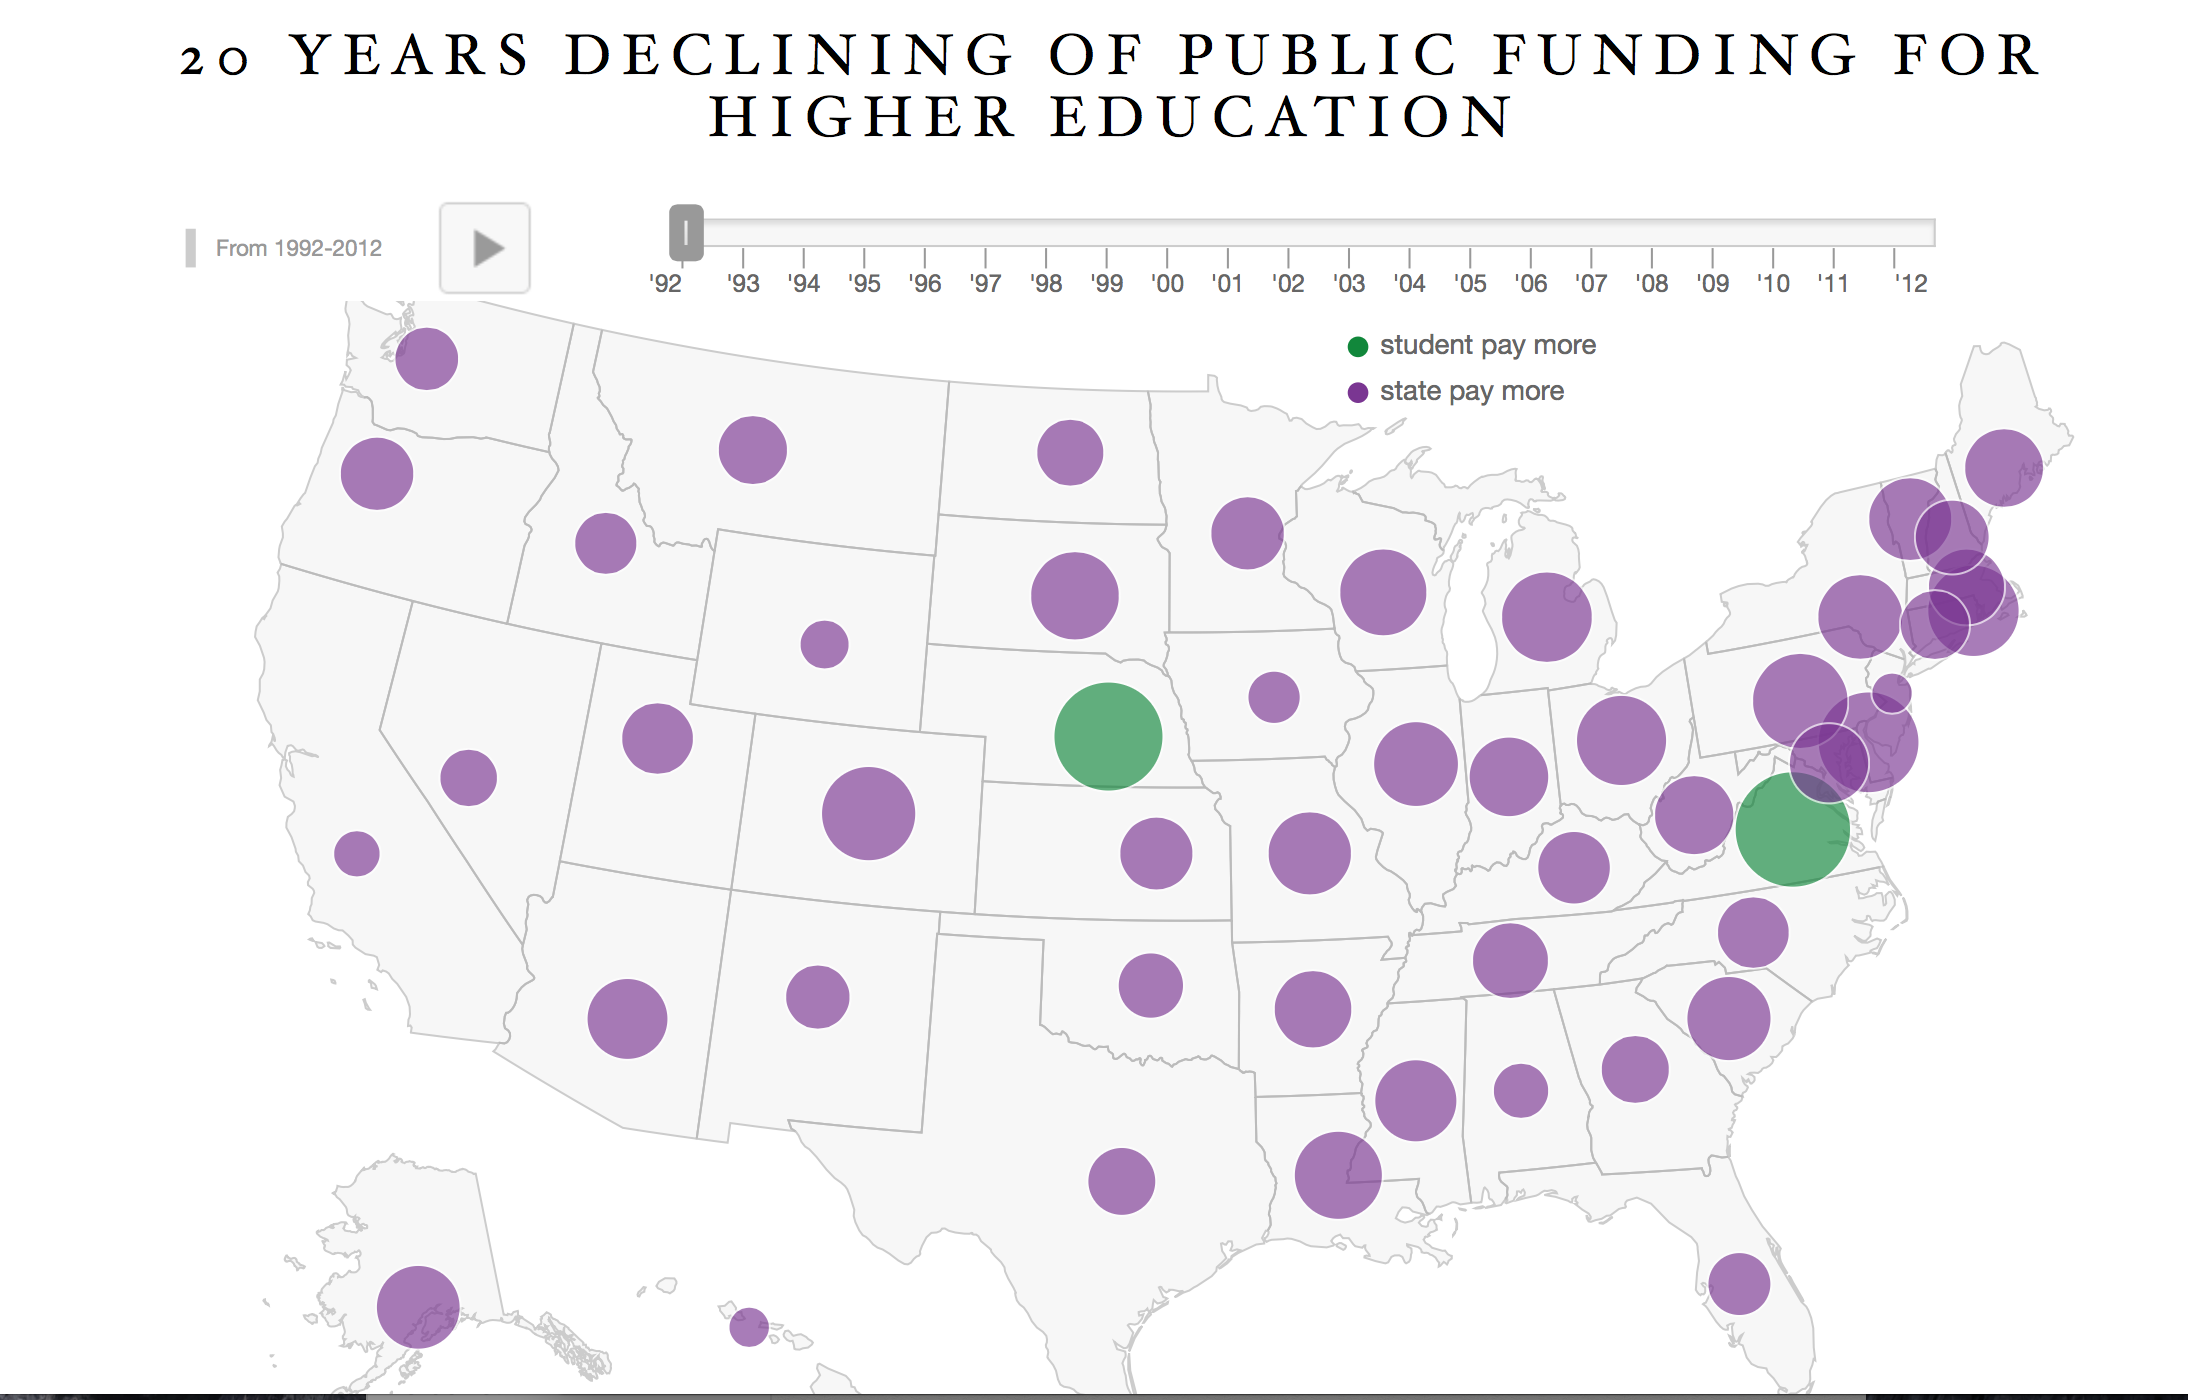 20 YEARS DECLINING OF PUBLIC FUNDING FOR
HIGHER EDUCATION
From 1992-2012
'92 '93 '94 '95 '96 '97 '98 '99 '00 '01 '02 '03 '04 '05 '06 '07 '08 '09 '10 '11 '12
student pay more
state pay more